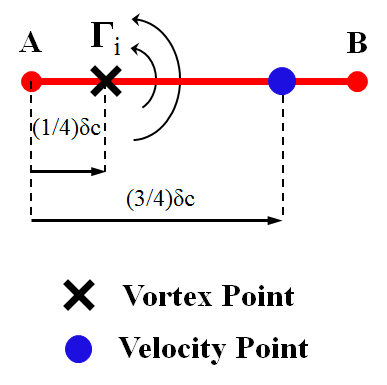 A
Γi
B
(1/4)δc
(3/4)δc
Vortex Point
Velocity Point